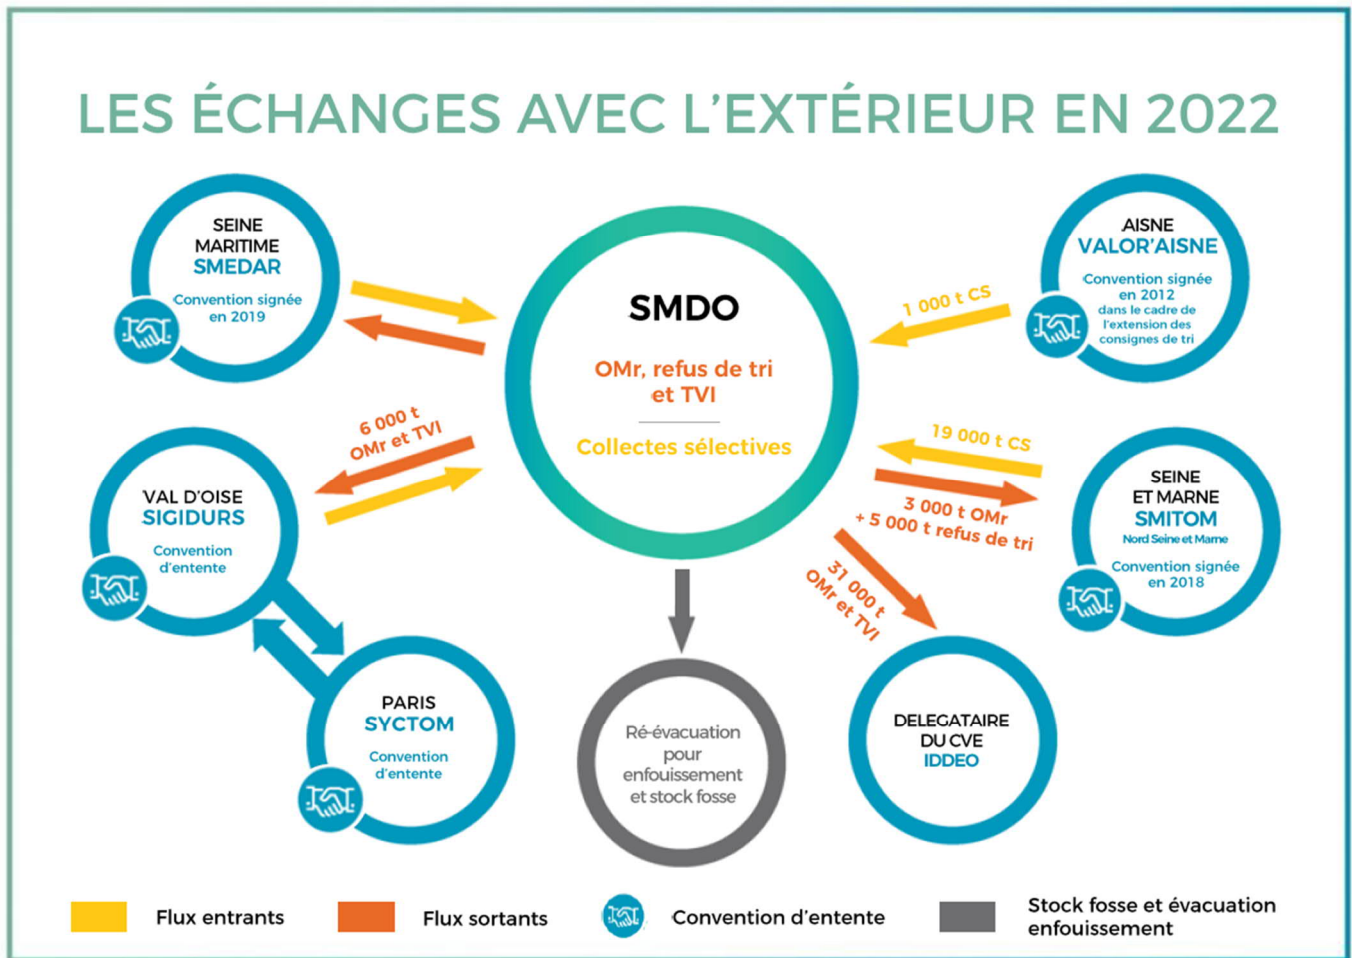 LES ÉCHANGES AVEC L'EXTÉRIEUR EN 2022
SEINE
MARITIME
SMEDAR
Convention signée
en 2019
SMDO
OMr, refus de tri
et TVI
Collectes sélectives
1 000 t CS
AISNE
VALOR'AISNE
Convention signée
en 2012
dans le cadre de
l'extension des
consignes de tri
6 000 t
OMr et TVI
VAL D'OISE
SIGIDURS
Convention
d'entente
19 000 t CS
3 000 t OMr
+ 5 000 t refus de tri
SEINE
ET MARNE
SMITOM
Nord Seine et Marne
Convention signée
en 2018
31 000 t
OMr et TVI
PARIS
SYCTOM
Convention
d'entente
Ré-évacuation
pour
enfouissement
et stock fosse
DELEGATAIRE
DU CVE
IDDEO
Flux entrants
Flux sortants
Convention d'entente
Stock fosse et évacuation
enfouissement